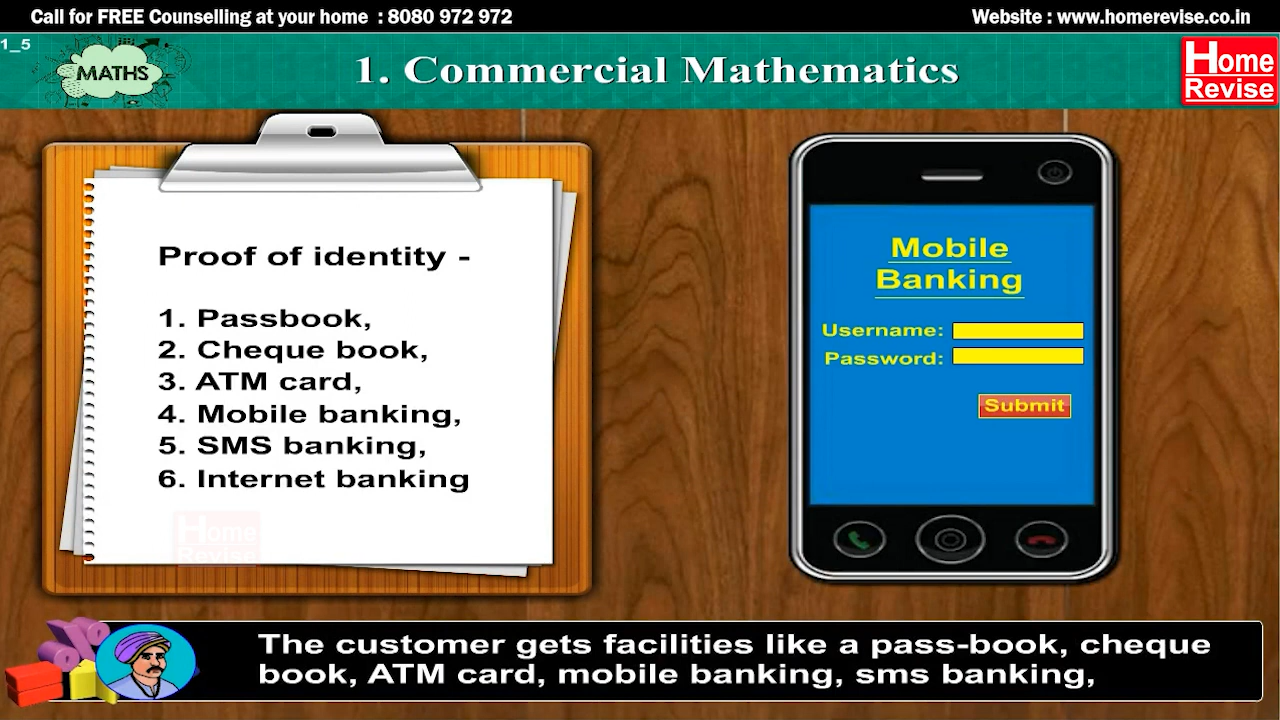 Call for FREE Counselling at your home : 8080 972 972
Website : www.homerevise.co.in
1_5
MATHS
1. Commercial Mathematics
Home
Revise
Proof of identity -
1. Passbook,
2. Cheque book,
3. ATM card,
4. Mobile banking,
5. SMS banking,
6. Internet banking
Home
Revise
Mobile
Banking
Username:
Password:
Submit
The customer gets facilities like a pass-book, cheque
book, ATM card, mobile banking, sms banking,